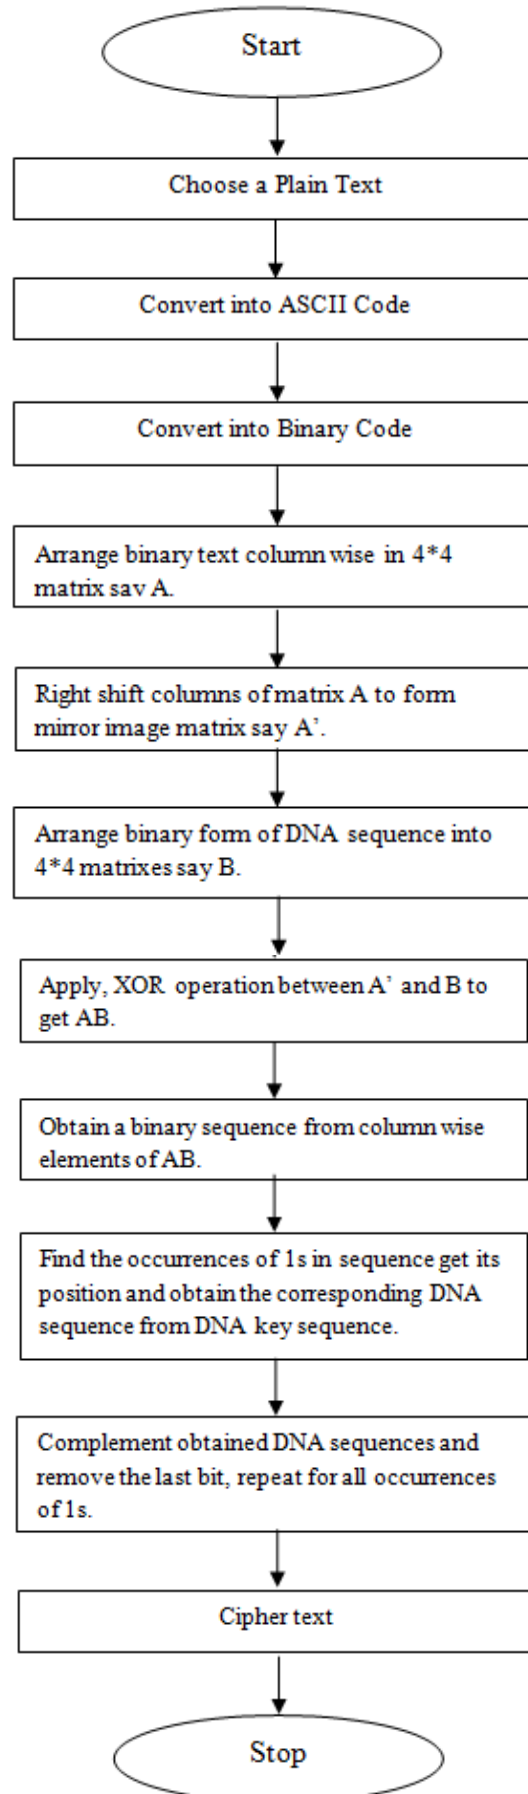 Start
Choose a Plain Text
Convert into ASCII Code
Convert into Binary Code
Arrange binary text column wise in 4*4
matrix sav A.
Right shift columns of matrix A to form
mirror image matrix say A’.
Arrange binary form of DNA sequence into
4*4 matrixes say B.
Apply, XOR operation between A’ and B to
get AB.
Obtain a binary sequence from column wise
elements of AB.
Find the occurrences of 1s in sequence get its
position and obtain the corresponding DNA
sequence from DNA key sequence.
Complement obtained DNA sequences and
remove the last bit, repeat for all occurrences
of 1s.
Cipher text
Stop